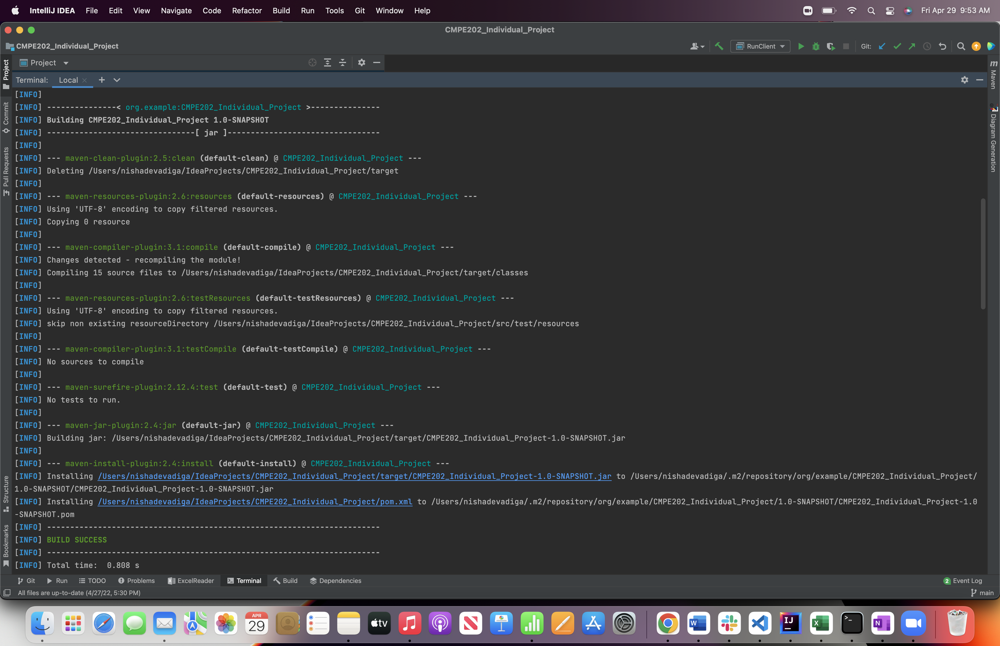 IntelliJ IDEA File Edit View Navigate Code Refactor Build Run Tools Git Window Help Fri Apr 29 9:53 AM
CMPE202_Individual_Project
CMPE202_Individual_Project RunClient Git:
Project
Terminal: Local
[INFO]
[INFO] ---------------< org.example:CMPE202_Individual_Project >---------------
[INFO] Building CMPE202_Individual_Project 1.0-SNAPSHOT
[INFO] --------------------------------[ jar ]---------------------------------
[INFO]
[INFO] --- maven-clean-plugin:2.5:clean (default-clean) @ CMPE202_Individual_Project ---
[INFO] Deleting /Users/nishadevadiga/IdeaProjects/CMPE202_Individual_Project/target
[INFO]
[INFO] --- maven-resources-plugin:2.6:resources (default-resources) @ CMPE202_Individual_Project ---
[INFO] Using 'UTF-8' encoding to copy filtered resources.
[INFO] Copying 0 resource
[INFO]
[INFO] --- maven-compiler-plugin:3.1:compile (default-compile) @ CMPE202_Individual_Project ---
[INFO] Changes detected - recompiling the module!
[INFO] Compiling 15 source files to /Users/nishadevadiga/IdeaProjects/CMPE202_Individual_Project/target/classes
[INFO]
[INFO] --- maven-resources-plugin:2.6:testResources (default-testResources) @ CMPE202_Individual_Project ---
[INFO] Using 'UTF-8' encoding to copy filtered resources.
[INFO] skip non existing resourceDirectory /Users/nishadevadiga/IdeaProjects/CMPE202_Individual_Project/src/test/resources
[INFO]
[INFO] --- maven-compiler-plugin:3.1:testCompile (default-testCompile) @ CMPE202_Individual_Project ---
[INFO] No sources to compile
[INFO]
[INFO] --- maven-surefire-plugin:2.12.4:test (default-test) @ CMPE202_Individual_Project ---
[INFO] No tests to run.
[INFO]
[INFO] --- maven-jar-plugin:2.4:jar (default-jar) @ CMPE202_Individual_Project ---
[INFO] Building jar: /Users/nishadevadiga/IdeaProjects/CMPE202_Individual_Project/target/CMPE202_Individual_Project-1.0-SNAPSHOT.jar
[INFO]
[INFO] --- maven-install-plugin:2.4:install (default-install) @ CMPE202_Individual_Project ---
[INFO] Installing /Users/nishadevadiga/IdeaProjects/CMPE202_Individual_Project/target/CMPE202_Individual_Project-1.0-SNAPSHOT.jar to /Users/nishadevadiga/.m2/repository/org/example/CMPE202_Individual_Project/
1.0-SNAPSHOT/CMPE202_Individual_Project-1.0-SNAPSHOT.jar
[INFO] Installing /Users/nishadevadiga/IdeaProjects/CMPE202_Individual_Project/pom.xml to /Users/nishadevadiga/.m2/repository/org/example/CMPE202_Individual_Project/1.0-SNAPSHOT/CMPE202_Individual_Project-1.0
-SNAPSHOT.pom
[INFO] ------------------------------------------------------------------------
[INFO] BUILD SUCCESS
[INFO] ------------------------------------------------------------------------
[INFO] Total time:  0.808 s
Project
Commit
Pull Requests
Structure
Bookmarks
m Maven
Diagram Generation
Git Run TODO Problems ExcelReader Terminal Build Dependencies 2 Event Log
All files are up-to-date (4/27/22, 5:30 PM) main
APR
29
tv
W
IJ
X
>_
N